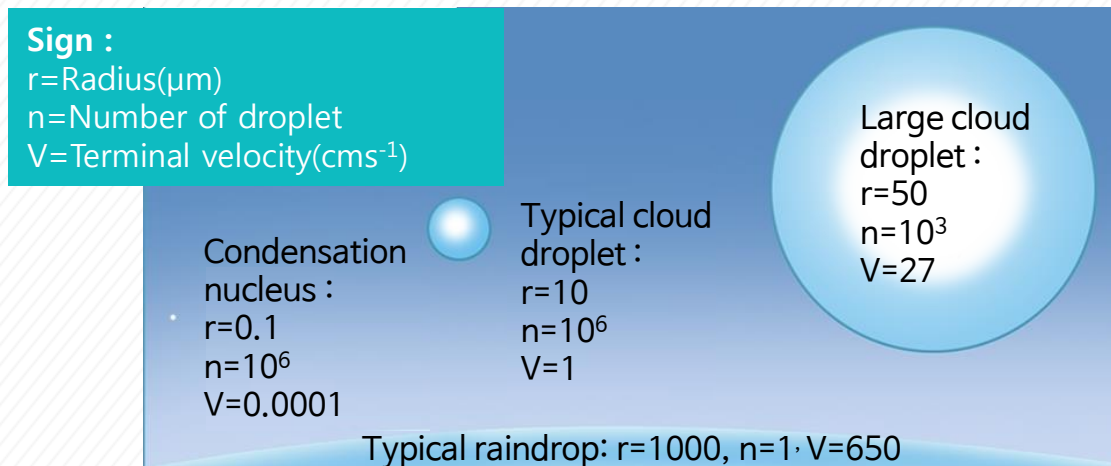 Sign :
r=Radius(μm)
n=Number of droplet
V=Terminal velocity(cms⁻¹)
Condensation
nucleus :
r=0.1
n=10⁶
V=0.0001
Typical cloud
droplet :
r=10
n=10⁶
V=1
Large cloud
droplet :
r=50
n=10³
V=27
Typical raindrop: r=1000, n=1, V=650